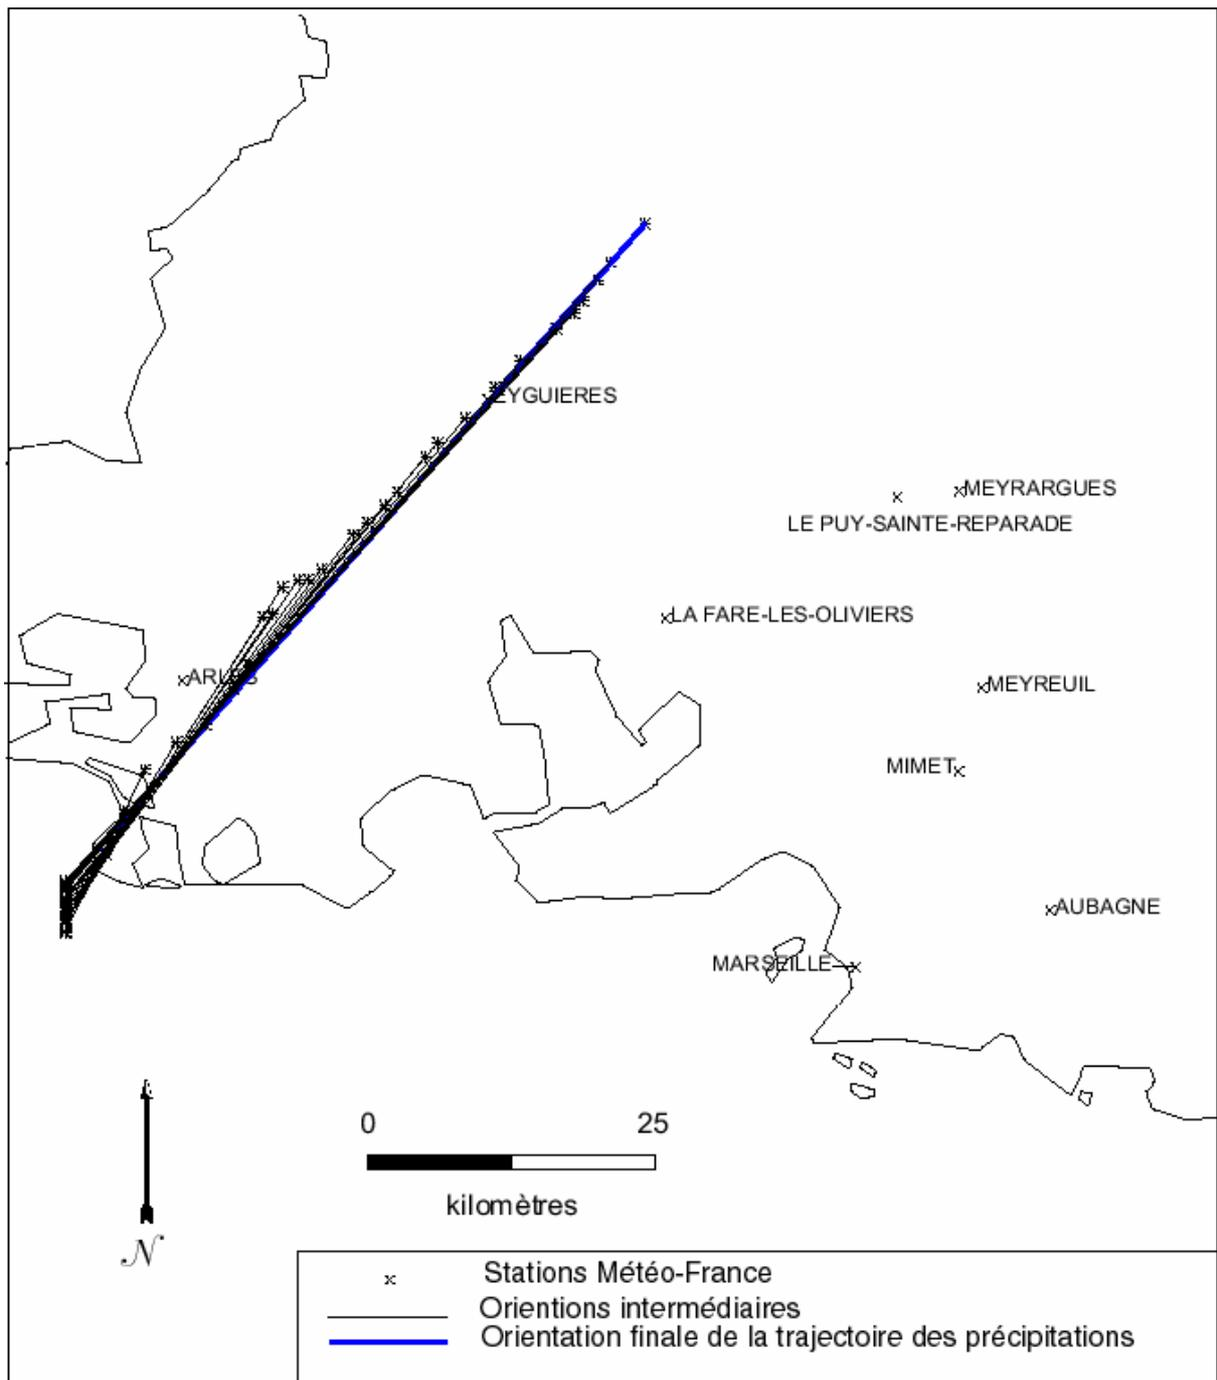 EYGUIERES
MEYRARGUES
LE PUY-SAINTE-REPARADE
LA FARE-LES-OLIVIERS
ARLES
MEYREUIL
MIMET
AUBAGNE
MARSEILLE
0 25
kilomètres
N
Stations Météo-France
Orientions intermédiaires
Orientation finale de la trajectoire des précipitations